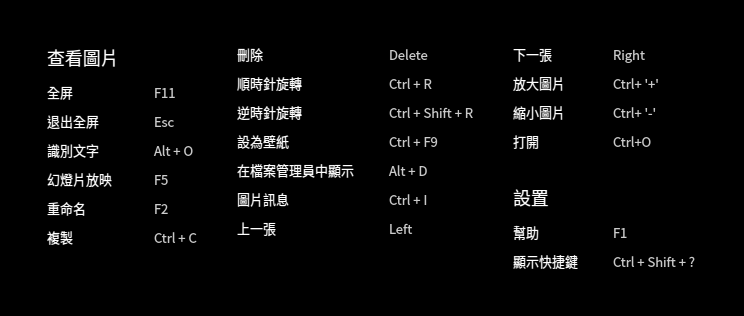 查看圖片
全屏 F11
退出全屏 Esc
識別文字 Alt + O
幻燈片放映 F5
重命名 F2
複製 Ctrl + C
刪除 Delete
順時針旋轉 Ctrl + R
逆時針旋轉 Ctrl + Shift + R
設為壁紙 Ctrl + F9
在檔案管理員中顯示 Alt + D
圖片訊息 Ctrl + I
上一張 Left
下一張 Right
放大圖片 Ctrl+ '+'
縮小圖片 Ctrl+ '-'
打開 Ctrl+O
設置
幫助 F1
顯示快捷鍵 Ctrl + Shift + ?